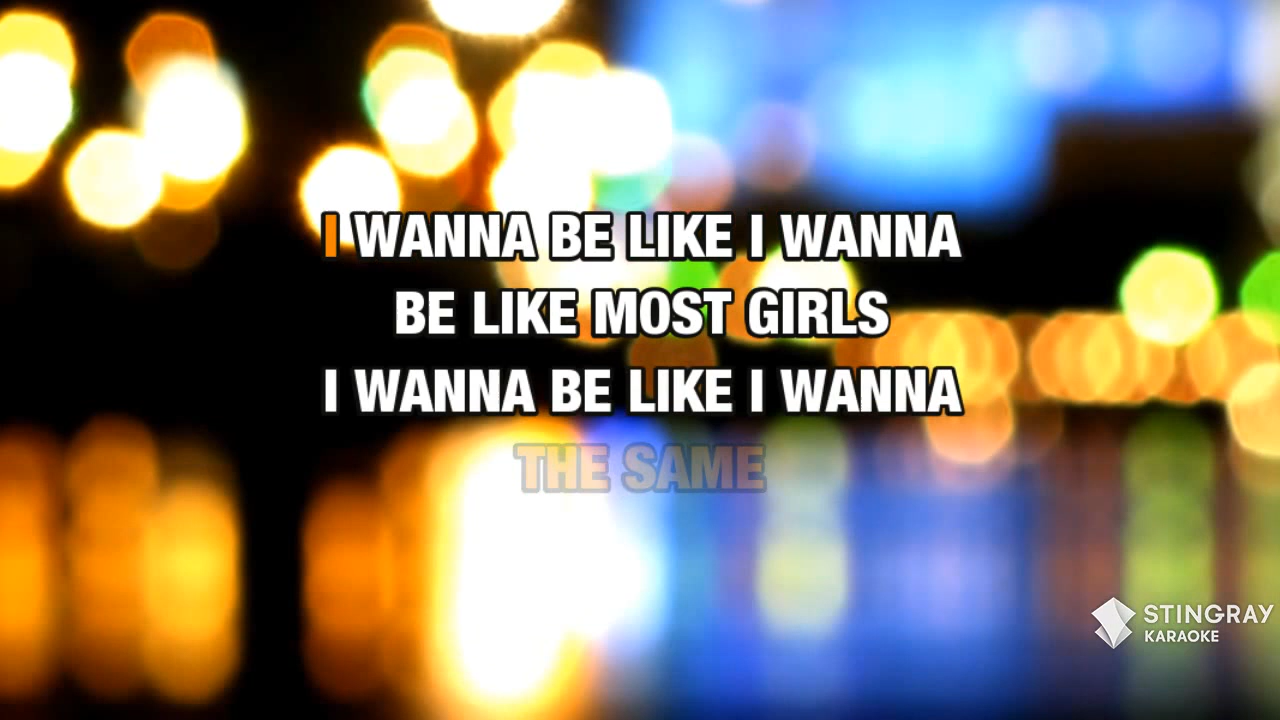 I WANNA BE LIKE I WANNA
BE LIKE MOST GIRLS
I WANNA BE LIKE I WANNA
THE SAME
STINGRAY
KARAOKE